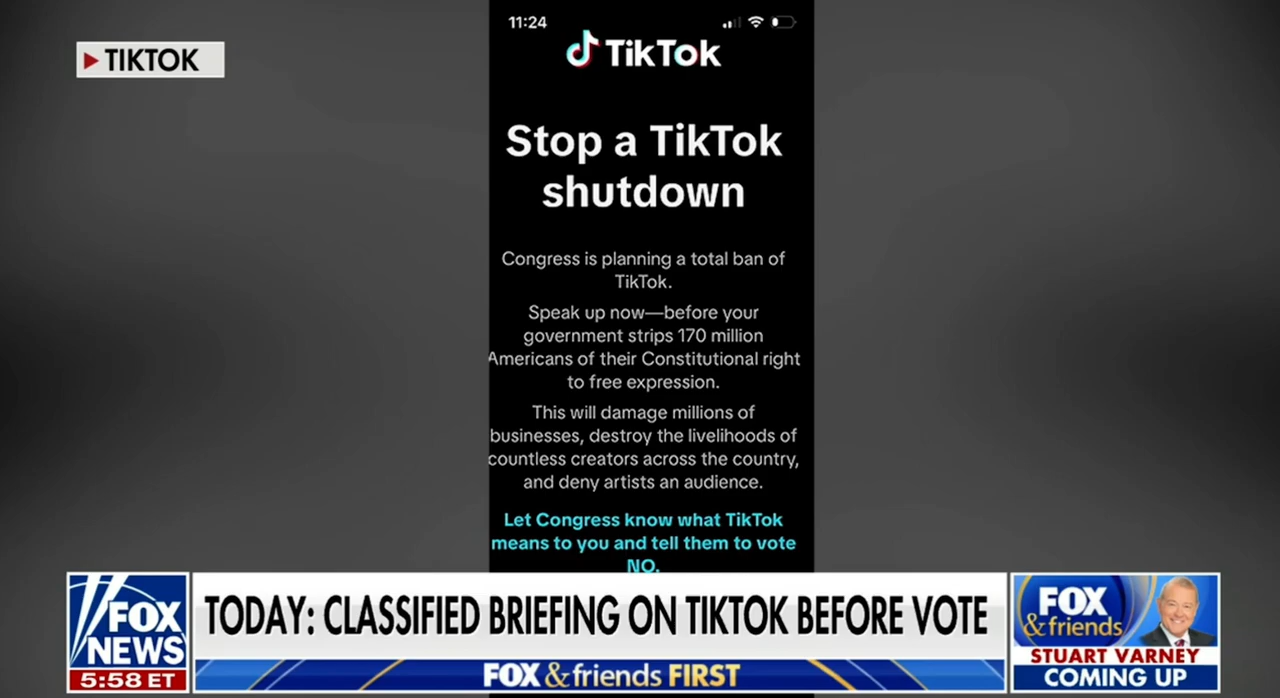 11:24
TIKTOK
TikTok
Stop a TikTok
shutdown
Congress is planning a total ban of
TikTok.
Speak up now—before your
government strips 170 million
Americans of their Constitutional right
to free expression.
This will damage millions of
businesses, destroy the livelihoods of
countless creators across the country,
and deny artists an audience.
Let Congress know what TikTok
means to you and tell them to vote
NO.
FOX
NEWS
5:58 ET
TODAY: CLASSIFIED BRIEFING ON TIKTOK BEFORE VOTE
FOX & friends FIRST
FOX
& friends
STUART VARNEY
COMING UP